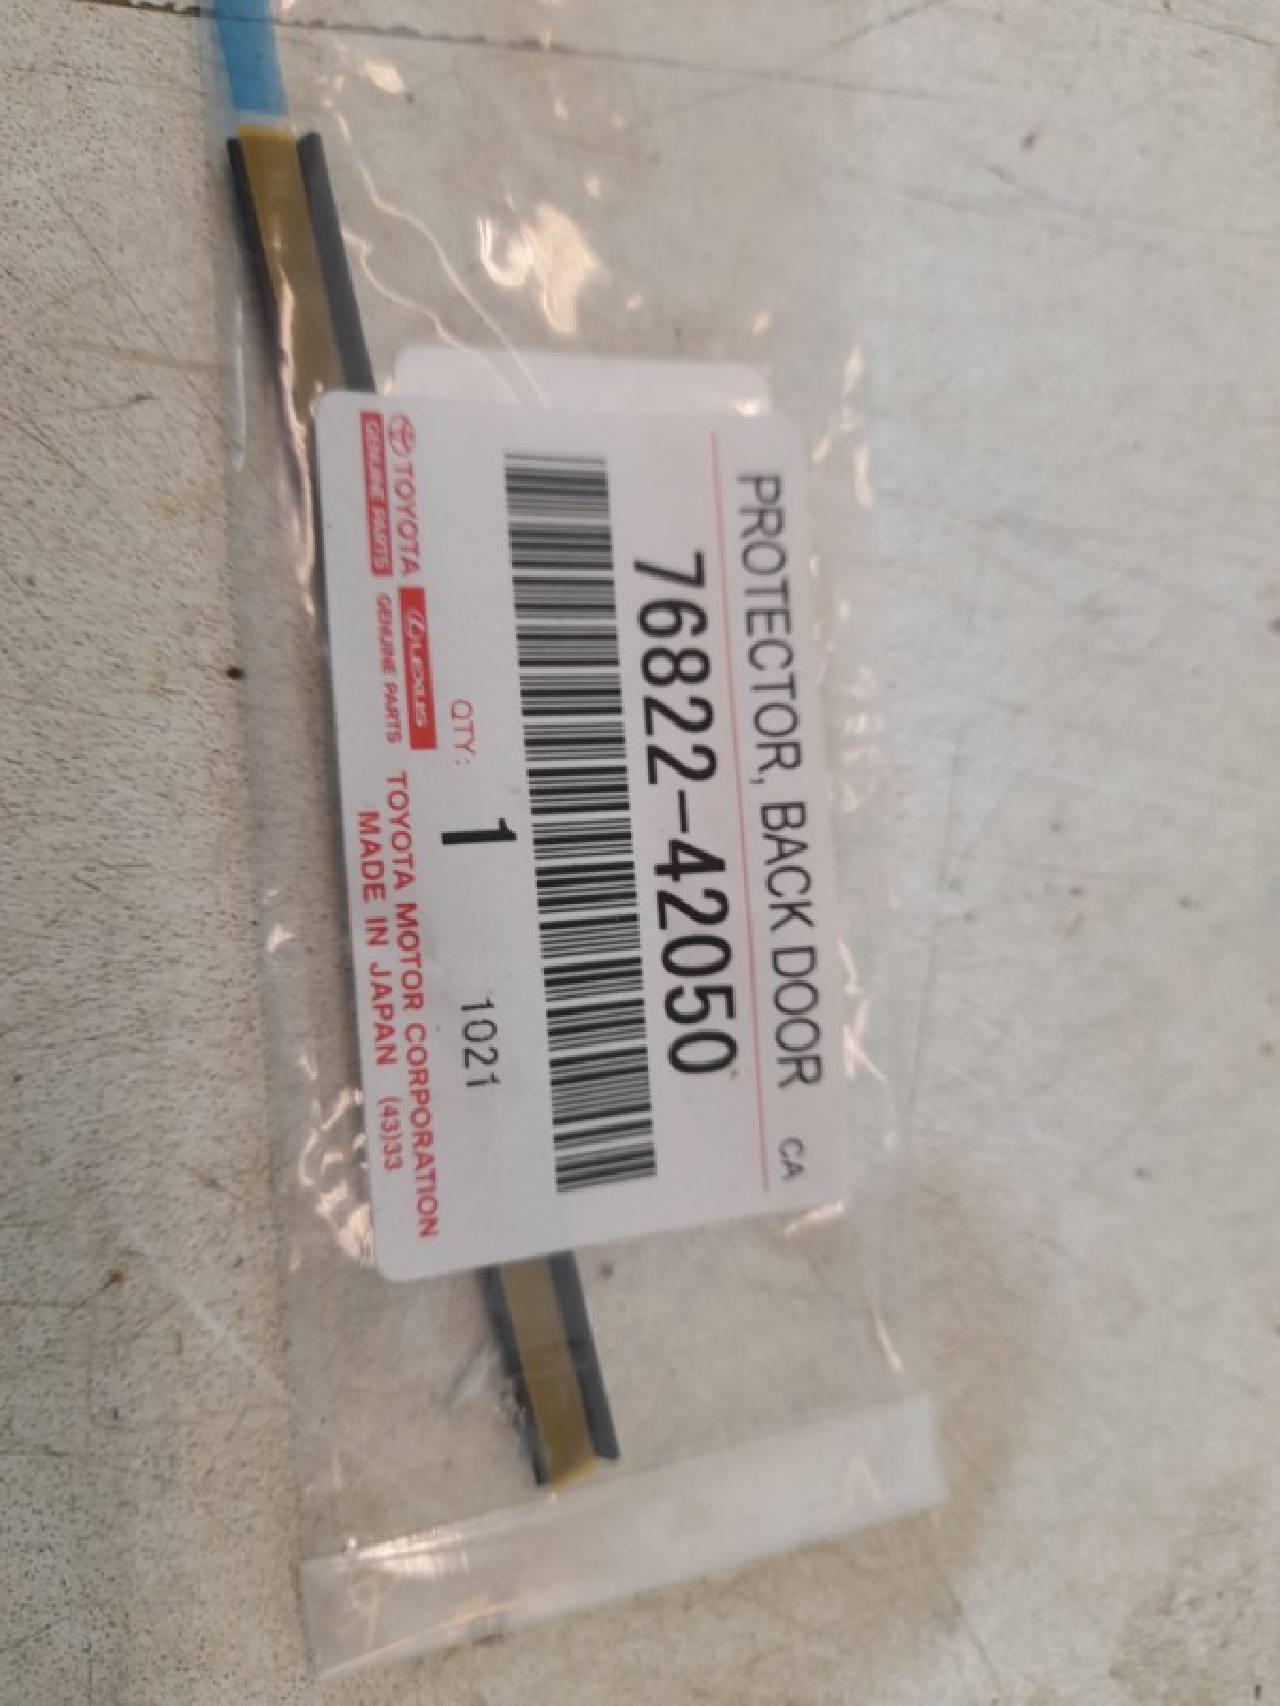 PROTECTOR, BACK DOOR CA
76822-42050
QTY: 1 1021
TOYOTA
GENUINE PARTS
LEXUS
GENUINE PARTS
TOYOTA MOTOR CORPORATION
MADE IN JAPAN (43)33